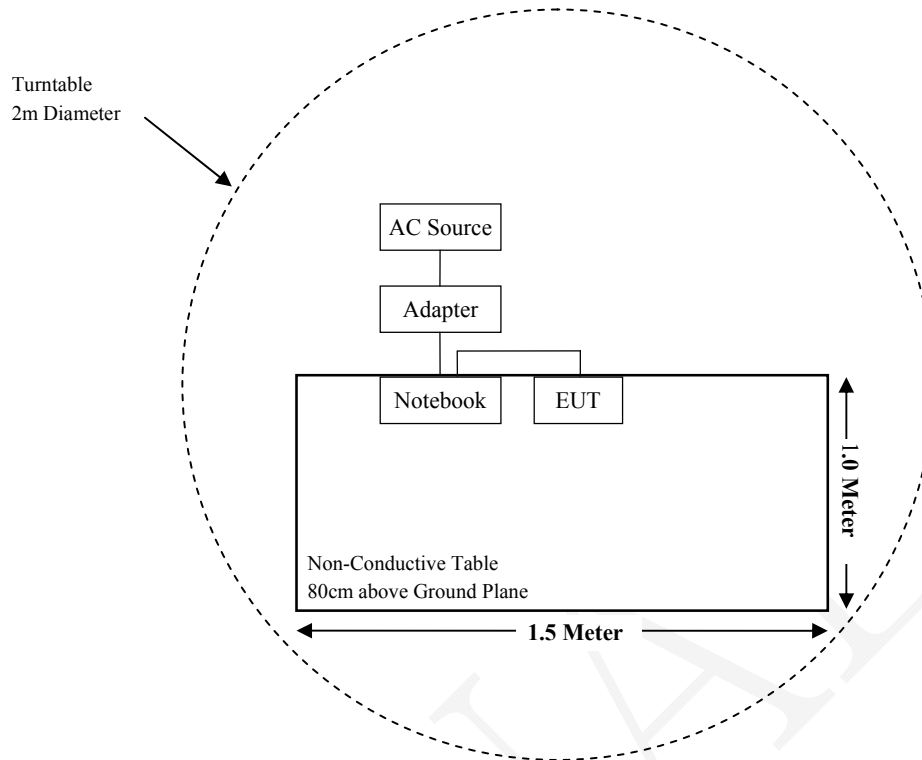 Turntable
2m Diameter
AC Source
Adapter
Notebook
EUT
1.0 Meter
Non-Conductive Table
80cm above Ground Plane
1.5 Meter